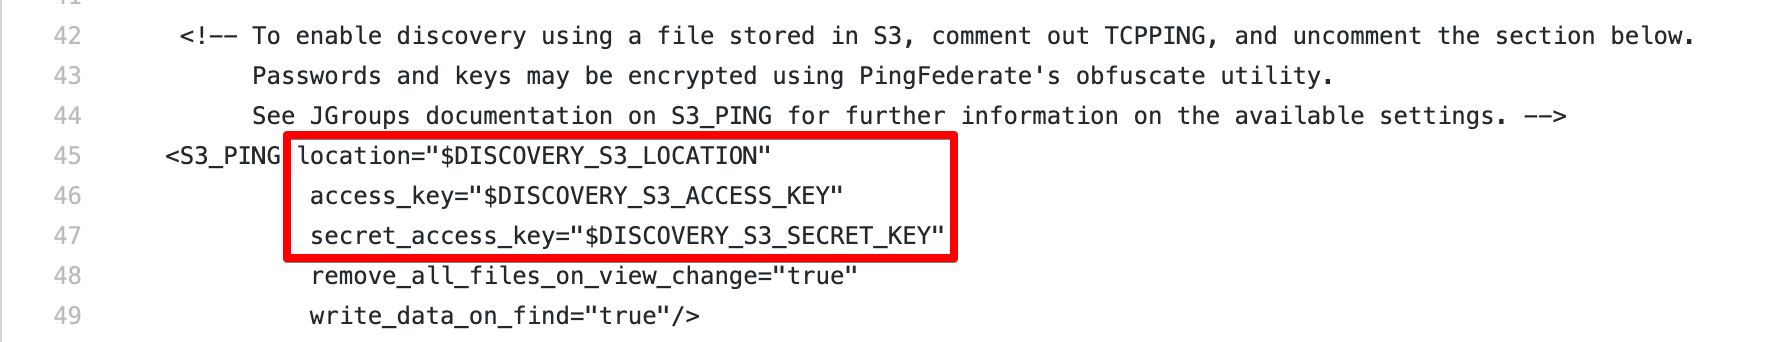 41
42 <!-- To enable discovery using a file stored in S3, comment out TCPPING, and uncomment the section below.
43 Passwords and keys may be encrypted using PingFederate's obfuscate utility.
44 See JGroups documentation on S3_PING for further information on the available settings. -->
45 <S3_PING location="$DISCOVERY_S3_LOCATION"
46 access_key="$DISCOVERY_S3_ACCESS_KEY"
47 secret_access_key="$DISCOVERY_S3_SECRET_KEY"
48 remove_all_files_on_view_change="true"
49 write_data_on_find="true"/>